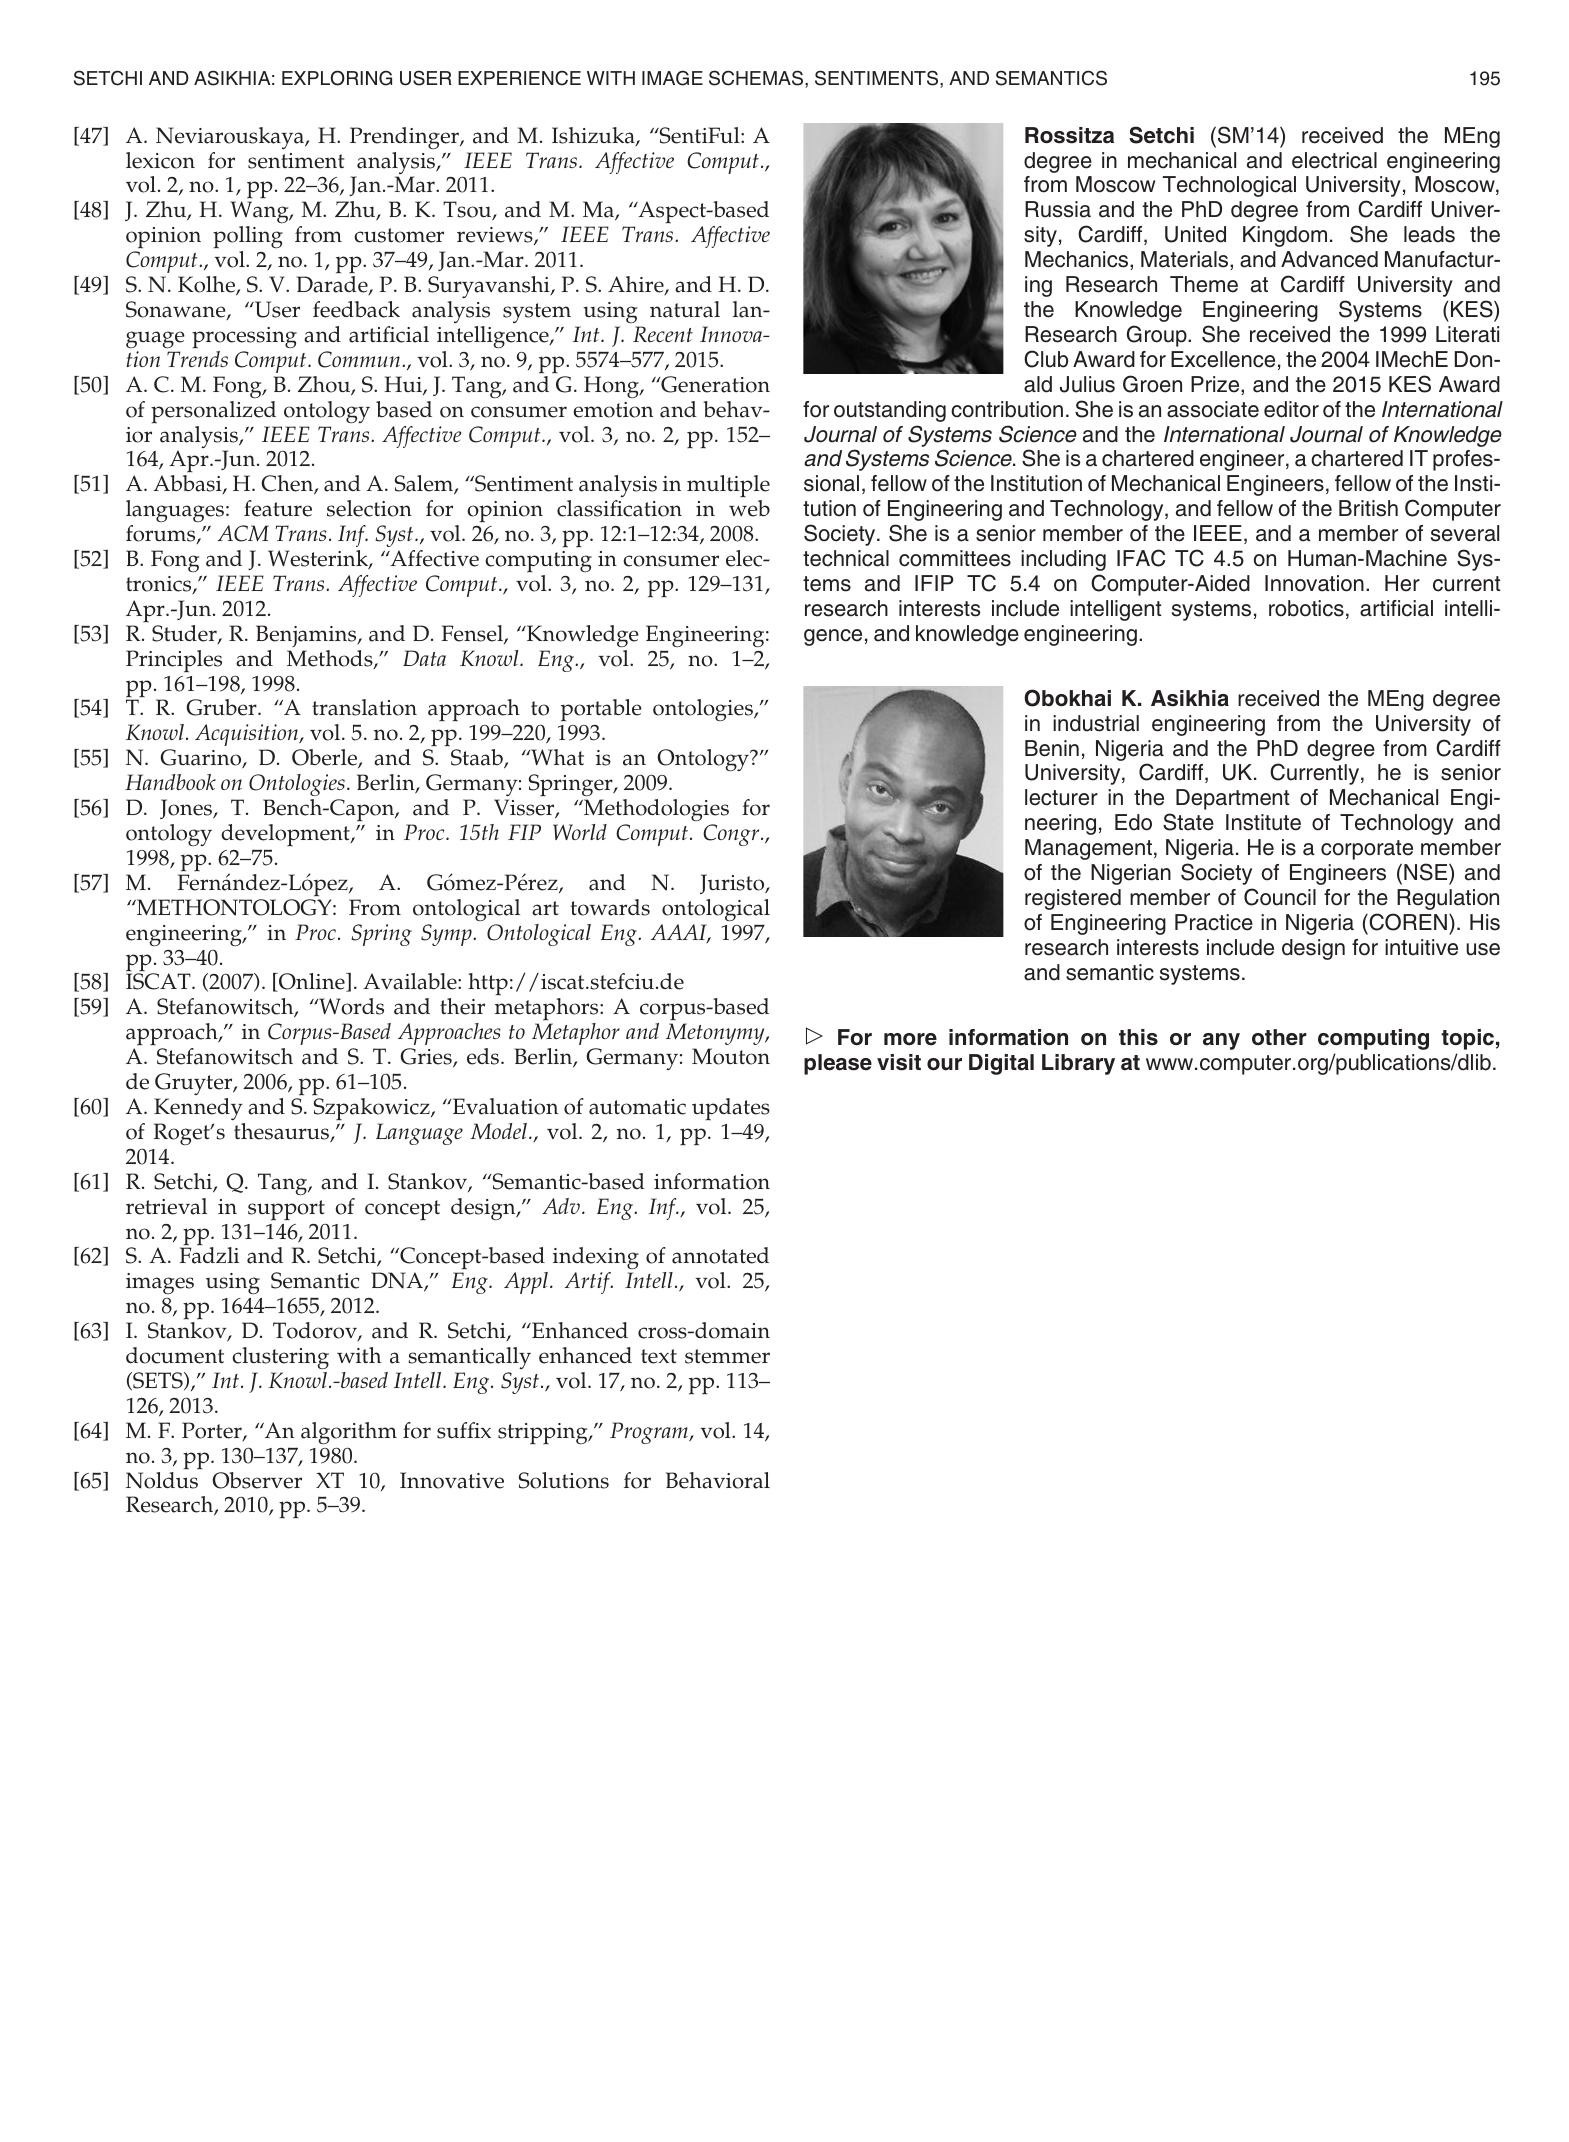 SETCHI AND ASIKHIA: EXPLORING USER EXPERIENCE WITH IMAGE SCHEMAS, SENTIMENTS, AND SEMANTICS 195
[47] A. Neviarouskaya, H. Prendinger, and M. Ishizuka, “SentiFul: A
lexicon for sentiment analysis,” IEEE Trans. Affective Comput.,
vol. 2, no. 1, pp. 22–36, Jan.-Mar. 2011.
[48] J. Zhu, H. Wang, M. Zhu, B. K. Tsou, and M. Ma, “Aspect-based
opinion polling from customer reviews,” IEEE Trans. Affective
Comput., vol. 2, no. 1, pp. 37–49, Jan.-Mar. 2011.
[49] S. N. Kolhe, S. V. Darade, P. B. Suryavanshi, P. S. Ahire, and H. D.
Sonawane, “User feedback analysis system using natural lan-
guage processing and artificial intelligence,” Int. J. Recent Innova-
tion Trends Comput. Commun., vol. 3, no. 9, pp. 5574–577, 2015.
[50] A. C. M. Fong, B. Zhou, S. Hui, J. Tang, and G. Hong, “Generation
of personalized ontology based on consumer emotion and behav-
ior analysis,” IEEE Trans. Affective Comput., vol. 3, no. 2, pp. 152–
164, Apr.-Jun. 2012.
[51] A. Abbasi, H. Chen, and A. Salem, “Sentiment analysis in multiple
languages: feature selection for opinion classification in web
forums,” ACM Trans. Inf. Syst., vol. 26, no. 3, pp. 12:1–12:34, 2008.
[52] B. Fong and J. Westerink, “Affective computing in consumer elec-
tronics,” IEEE Trans. Affective Comput., vol. 3, no. 2, pp. 129–131,
Apr.-Jun. 2012.
[53] R. Studer, R. Benjamins, and D. Fensel, “Knowledge Engineering:
Principles and Methods,” Data Knowl. Eng., vol. 25, no. 1–2,
pp. 161–198, 1998.
[54] T. R. Gruber. “A translation approach to portable ontologies,”
Knowl. Acquisition, vol. 5. no. 2, pp. 199–220, 1993.
[55] N. Guarino, D. Oberle, and S. Staab, “What is an Ontology?”
Handbook on Ontologies. Berlin, Germany: Springer, 2009.
[56] D. Jones, T. Bench-Capon, and P. Visser, “Methodologies for
ontology development,” in Proc. 15th FIP World Comput. Congr.,
1998, pp. 62–75.
[57] M. Fernández-López, A. Gómez-Pérez, and N. Juristo,
“METHONTOLOGY: From ontological art towards ontological
engineering,” in Proc. Spring Symp. Ontological Eng. AAAI, 1997,
pp. 33–40.
[58] ISCAT. (2007). [Online]. Available: http://iscat.stefciu.de
[59] A. Stefanowitsch, “Words and their metaphors: A corpus-based
approach,” in Corpus-Based Approaches to Metaphor and Metonymy,
A. Stefanowitsch and S. T. Gries, eds. Berlin, Germany: Mouton
de Gruyter, 2006, pp. 61–105.
[60] A. Kennedy and S. Szpakowicz, “Evaluation of automatic updates
of Roget’s thesaurus,” J. Language Model., vol. 2, no. 1, pp. 1–49,
2014.
[61] R. Setchi, Q. Tang, and I. Stankov, “Semantic-based information
retrieval in support of concept design,” Adv. Eng. Inf., vol. 25,
no. 2, pp. 131–146, 2011.
[62] S. A. Fadzli and R. Setchi, “Concept-based indexing of annotated
images using Semantic DNA,” Eng. Appl. Artif. Intell., vol. 25,
no. 8, pp. 1644–1655, 2012.
[63] I. Stankov, D. Todorov, and R. Setchi, “Enhanced cross-domain
document clustering with a semantically enhanced text stemmer
(SETS),” Int. J. Knowl.-based Intell. Eng. Syst., vol. 17, no. 2, pp. 113–
126, 2013.
[64] M. F. Porter, “An algorithm for suffix stripping,” Program, vol. 14,
no. 3, pp. 130–137, 1980.
[65] Noldus Observer XT 10, Innovative Solutions for Behavioral
Research, 2010, pp. 5–39.
Rossitza Setchi (SM’14) received the MEng
degree in mechanical and electrical engineering
from Moscow Technological University, Moscow,
Russia and the PhD degree from Cardiff Univer-
sity, Cardiff, United Kingdom. She leads the
Mechanics, Materials, and Advanced Manufactur-
ing Research Theme at Cardiff University and
the Knowledge Engineering Systems (KES)
Research Group. She received the 1999 Literati
Club Award for Excellence, the 2004 IMechE Don-
ald Julius Groen Prize, and the 2015 KES Award
for outstanding contribution. She is an associate editor of the International
Journal of Systems Science and the International Journal of Knowledge
and Systems Science. She is a chartered engineer, a chartered IT profes-
sional, fellow of the Institution of Mechanical Engineers, fellow of the Insti-
tution of Engineering and Technology, and fellow of the British Computer
Society. She is a senior member of the IEEE, and a member of several
technical committees including IFAC TC 4.5 on Human-Machine Sys-
tems and IFIP TC 5.4 on Computer-Aided Innovation. Her current
research interests include intelligent systems, robotics, artificial intelli-
gence, and knowledge engineering.
Obokhai K. Asikhia received the MEng degree
in industrial engineering from the University of
Benin, Nigeria and the PhD degree from Cardiff
University, Cardiff, UK. Currently, he is senior
lecturer in the Department of Mechanical Engi-
neering, Edo State Institute of Technology and
Management, Nigeria. He is a corporate member
of the Nigerian Society of Engineers (NSE) and
registered member of Council for the Regulation
of Engineering Practice in Nigeria (COREN). His
research interests include design for intuitive use
and semantic systems.
▷ For more information on this or any other computing topic,
please visit our Digital Library at www.computer.org/publications/dlib.